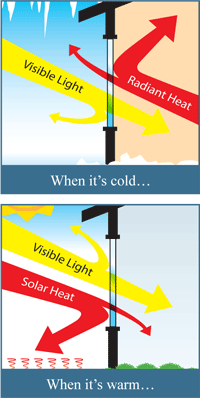 Visible Light
Radiant Heat
When it's cold...
Visible Light
Solar Heat
When it's warm...